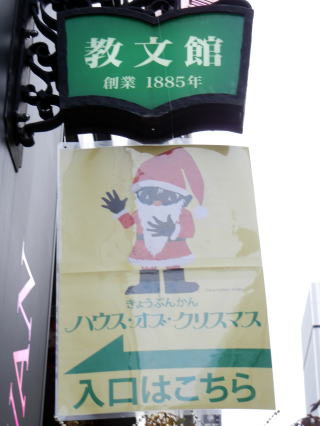 教文館
創業 1885年
きょうぶんかん
ハウス・オブ・クリスマス
入口はこちら